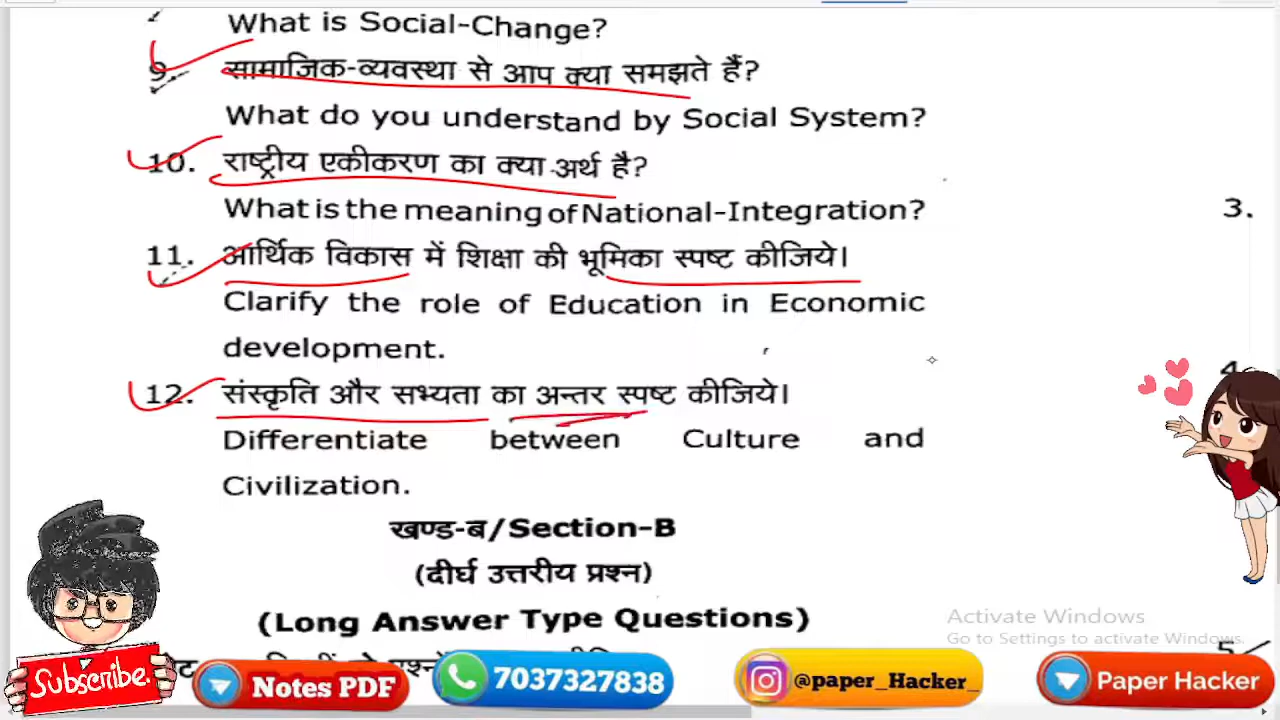 What is Social-Change?
9. सामाजिक-व्यवस्था से आप क्या समझते हैं?
What do you understand by Social System?
10. राष्ट्रीय एकीकरण का क्या अर्थ है?
What is the meaning of National-Integration?
3.
11. आर्थिक विकास में शिक्षा की भूमिका स्पष्ट कीजिये।
Clarify the role of Education in Economic
development.
4.
12. संस्कृति और सभ्यता का अन्तर स्पष्ट कीजिये।
Differentiate between Culture and
Civilization.
खण्ड-ब/Section-B
(दीर्घ उत्तरीय प्रश्न)
(Long Answer Type Questions)
Activate Windows
Go to Settings to activate Windows.
5
Subscribe.
Notes PDF
7037327838
@paper_Hacker_
Paper Hacker